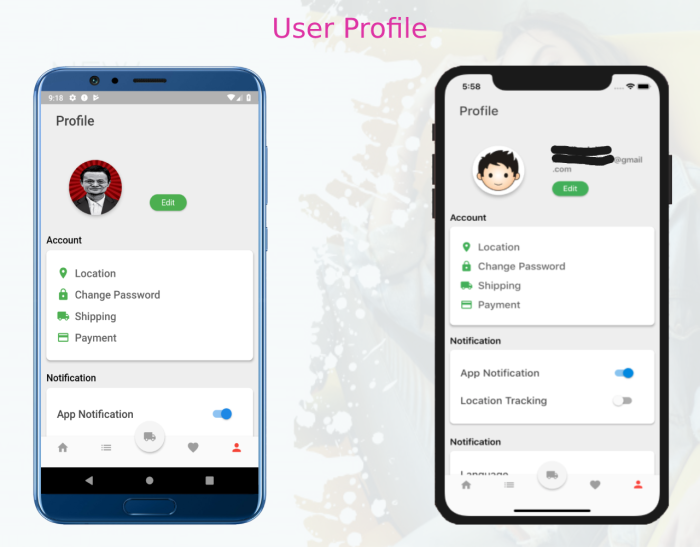 User Profile
9:18
Profile
Edit
Account
Location
Change Password
Shipping
Payment
Notification
App Notification
5:58
Profile
@gmail
.com
Edit
Account
Location
Change Password
Shipping
Payment
Notification
App Notification
Location Tracking
Notification
Language